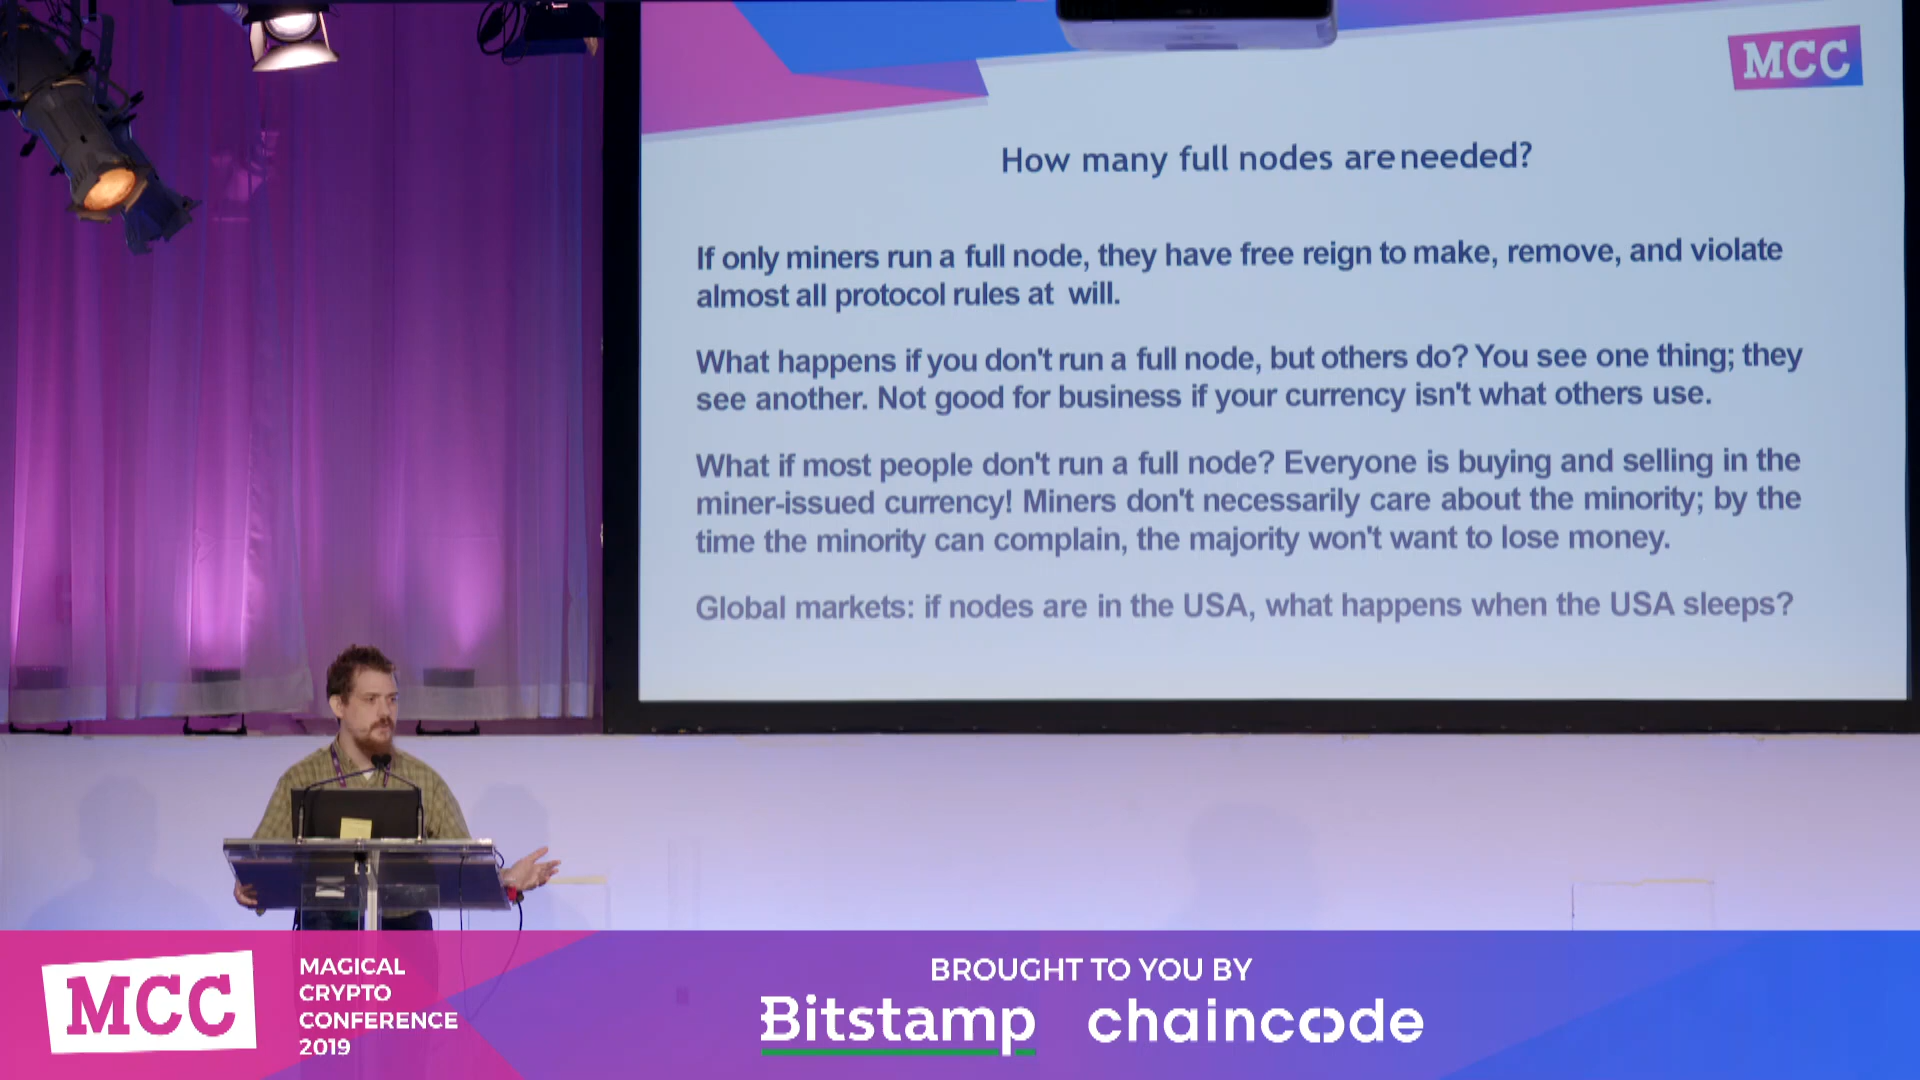 MCC
How many full nodes are needed?
If only miners run a full node, they have free reign to make, remove, and violate
almost all protocol rules at will.
What happens if you don't run a full node, but others do? You see one thing; they
see another. Not good for business if your currency isn't what others use.
What if most people don't run a full node? Everyone is buying and selling in the
miner-issued currency! Miners don't necessarily care about the minority; by the
time the minority can complain, the majority won't want to lose money.
Global markets: if nodes are in the USA, what happens when the USA sleeps?
MCC
MAGICAL
CRYPTO
CONFERENCE
2019
BROUGHT TO YOU BY
Bitstamp chaincode